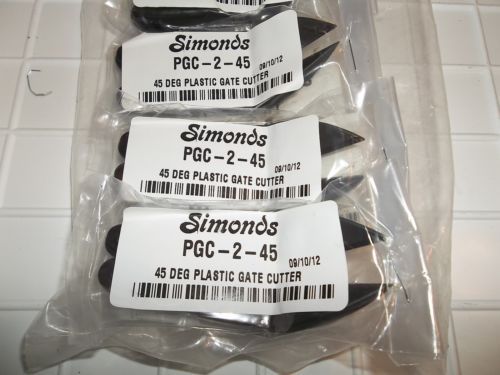 Simonds
PGC-2-45 09/10/12
45 DEG PLASTIC GATE CUTTER
Simonds
PGC-2-45 09/10/12
45 DEG PLASTIC GATE CUTTER
Simonds
PGC-2-45 09/10/12
45 DEG PLASTIC GATE CUTTER